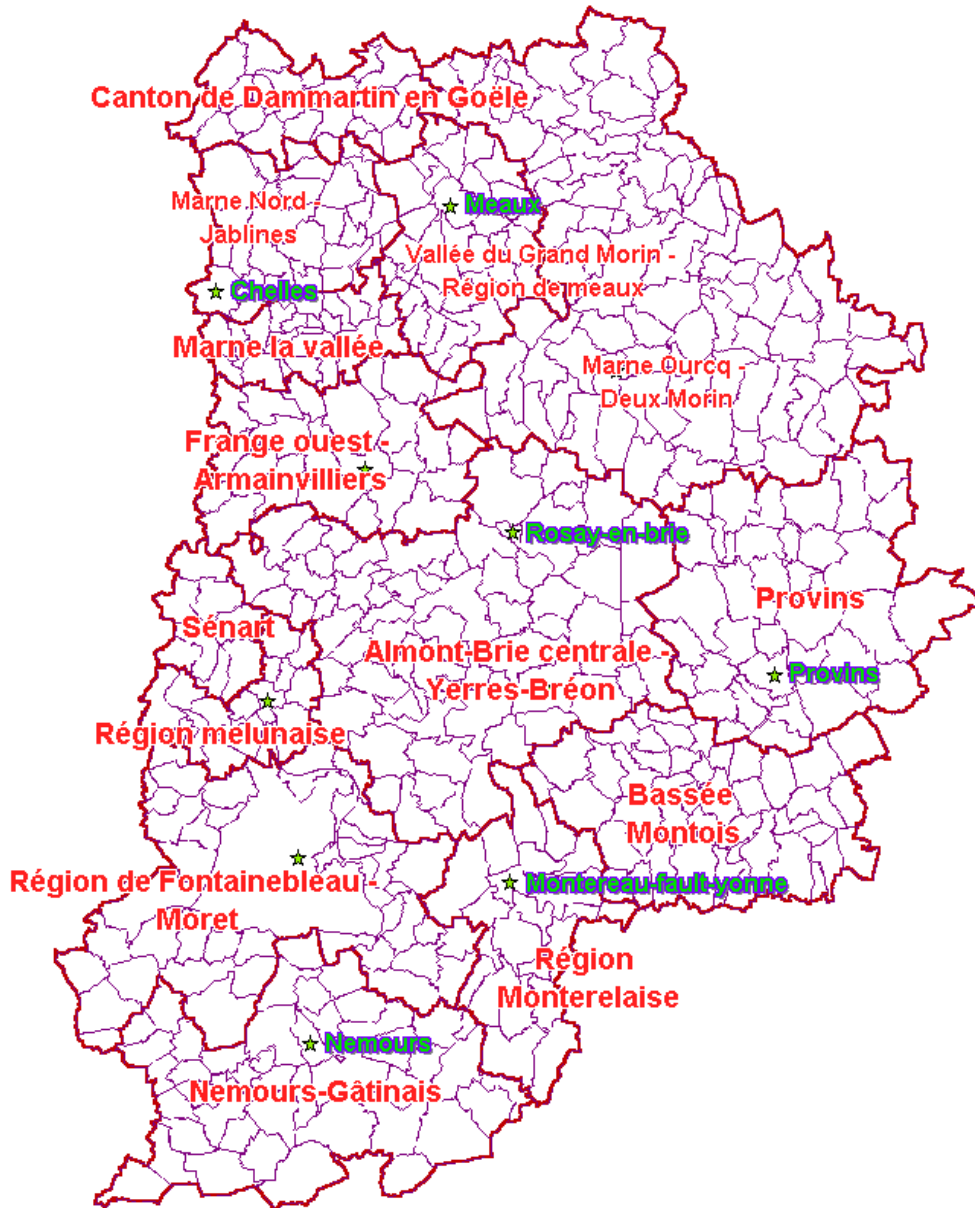 Canton de Dammartin en Goële
Marne Nord -
Jablines
Meaux
Vallée du Grand Morin -
Région de meaux
Chelles
Marne la vallée
Marne Ourcq -
Deux Morin
Frange ouest -
Armainvilliers
Rosay-en-brie
Provins
Sénart
Almont-Brie centrale -
Yerres-Bréon
Provins
Région melunaise
Bassée
Montois
Région de Fontainebleau -
Moret
Montereau-fault-yonne
Région
Monterelaise
Nemours
Nemours-Gâtinais